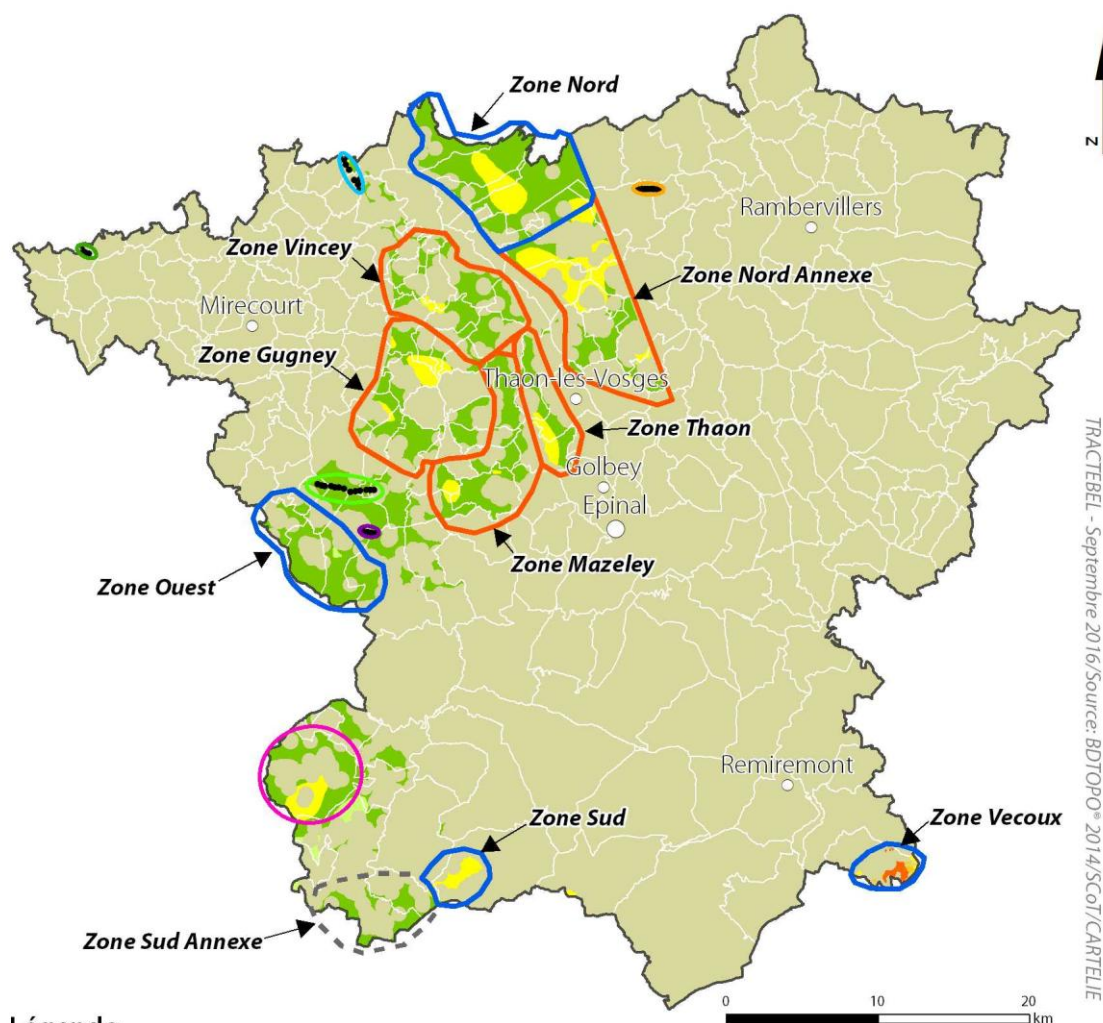 Zone Nord
N
Rambervillers
Zone Vincey
Zone Nord Annexe
Mirecourt
Zone Gugney
Thaon-les-Vosges
Zone Thaon
Golbey
Epinal
Zone Mazeley
Zone Ouest
Remiremont
Zone Sud
Zone Vecoux
Zone Sud Annexe
TRACTEBEL - Septembre 2016/Source: BDTOPO® 2014/SCoT/CARTELIE
0 10 20
km